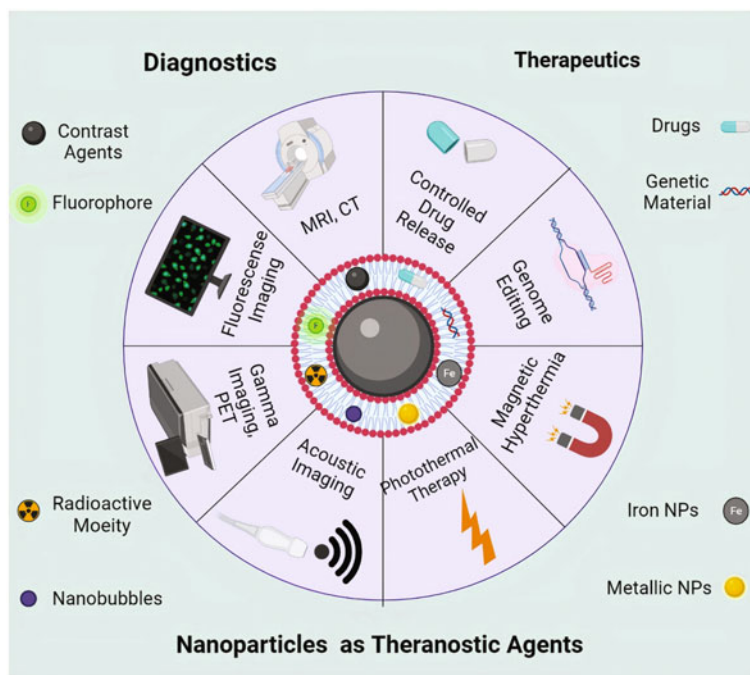 Diagnostics
Therapeutics
Contrast
Agents
Fluorophore
Drugs
Genetic
Material
MRI, CT
Controlled
Drug
Release
Fluorescense
Imaging
Genome
Editing
Gamma
Imaging,
PET
Magnetic
Hyperthermia
Acoustic
Imaging
Photothermal
Therapy
F
Fe
Radioactive
Moeity
Nanobubbles
Iron NPs
Fe
Metallic NPs
Nanoparticles as Theranostic Agents